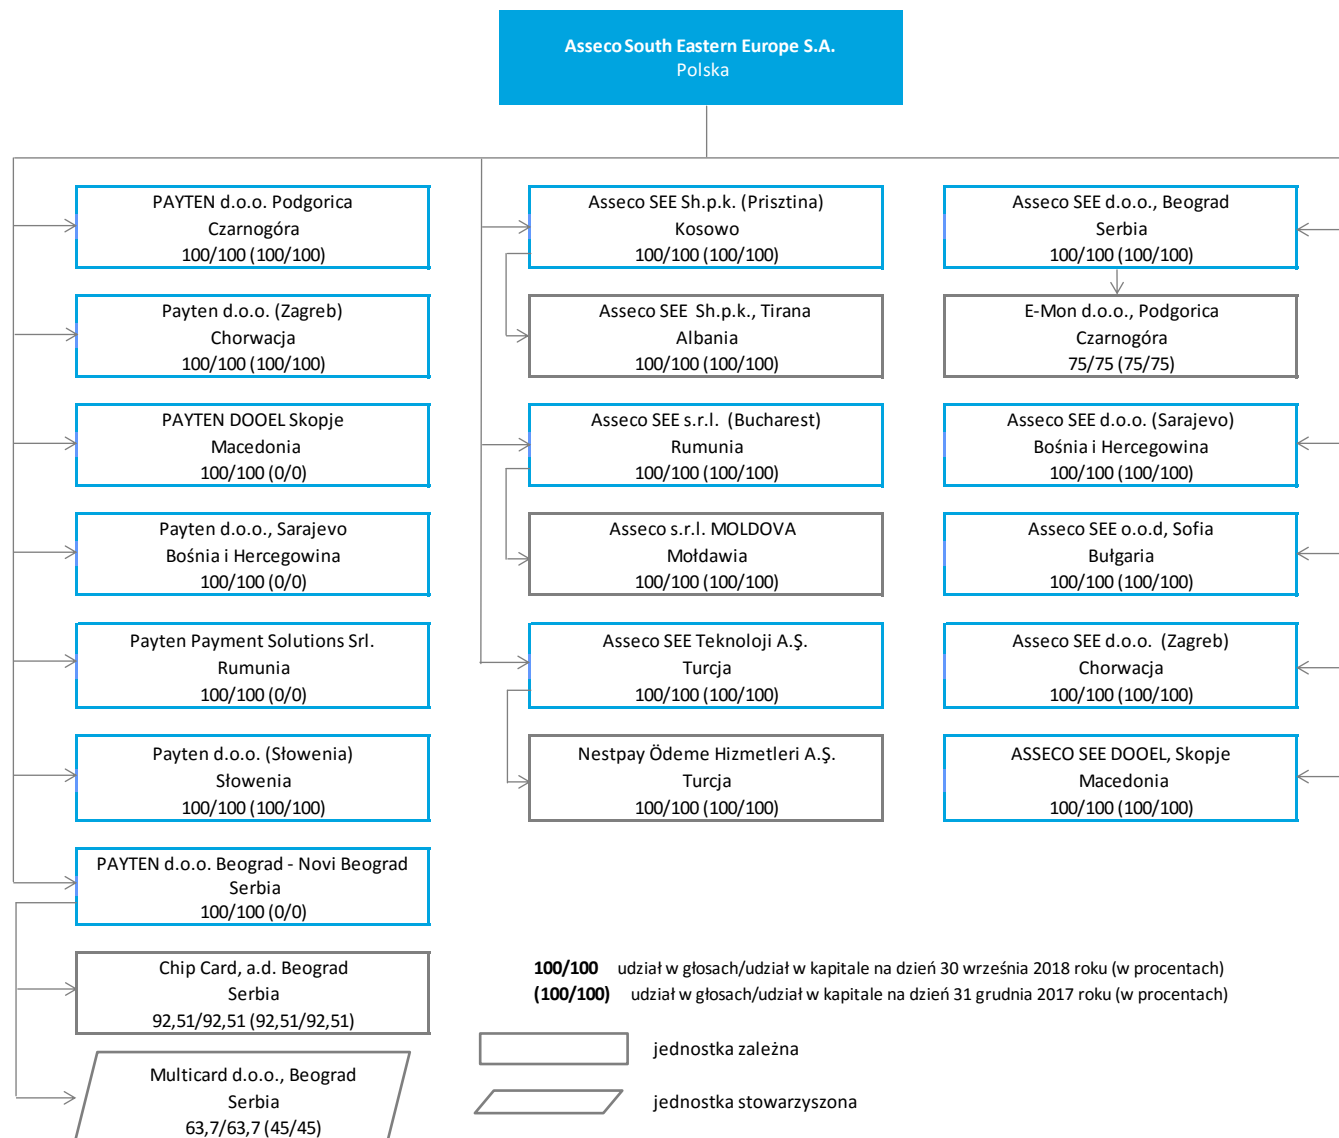 Asseco South Eastern Europe S.A.
Polska
PAYTEN d.o.o. Podgorica
Czarnogóra
100/100 (100/100)
Payten d.o.o. (Zagreb)
Chorwacja
100/100 (100/100)
PAYTEN DOOEL Skopje
Macedonia
100/100 (0/0)
Payten d.o.o., Sarajevo
Bośnia i Hercegowina
100/100 (0/0)
Payten Payment Solutions Srl.
Rumunia
100/100 (0/0)
Payten d.o.o. (Słowenia)
Słowenia
100/100 (100/100)
PAYTEN d.o.o. Beograd - Novi Beograd
Serbia
100/100 (0/0)
Chip Card, a.d. Beograd
Serbia
92,51/92,51 (92,51/92,51)
Multicard d.o.o., Beograd
Serbia
63,7/63,7 (45/45)
Asseco SEE Sh.p.k. (Prisztina)
Kosowo
100/100 (100/100)
Asseco SEE Sh.p.k., Tirana
Albania
100/100 (100/100)
Asseco SEE s.r.l. (Bucharest)
Rumunia
100/100 (100/100)
Asseco s.r.l. MOLDOVA
Mołdawia
100/100 (100/100)
Asseco SEE Teknoloji A.Ş.
Turcja
100/100 (100/100)
Nestpay Ödeme Hizmetleri A.Ş.
Turcja
100/100 (100/100)
Asseco SEE d.o.o., Beograd
Serbia
100/100 (100/100)
E-Mon d.o.o., Podgorica
Czarnogóra
75/75 (75/75)
Asseco SEE d.o.o. (Sarajevo)
Bośnia i Hercegowina
100/100 (100/100)
Asseco SEE o.o.d, Sofia
Bułgaria
100/100 (100/100)
Asseco SEE d.o.o. (Zagreb)
Chorwacja
100/100 (100/100)
ASSECO SEE DOOEL, Skopje
Macedonia
100/100 (100/100)
100/100 udział w głosach/udział w kapitale na dzień 30 września 2018 roku (w procentach)
(100/100) udział w głosach/udział w kapitale na dzień 31 grudnia 2017 roku (w procentach)
jednostka zależna
jednostka stowarzyszona